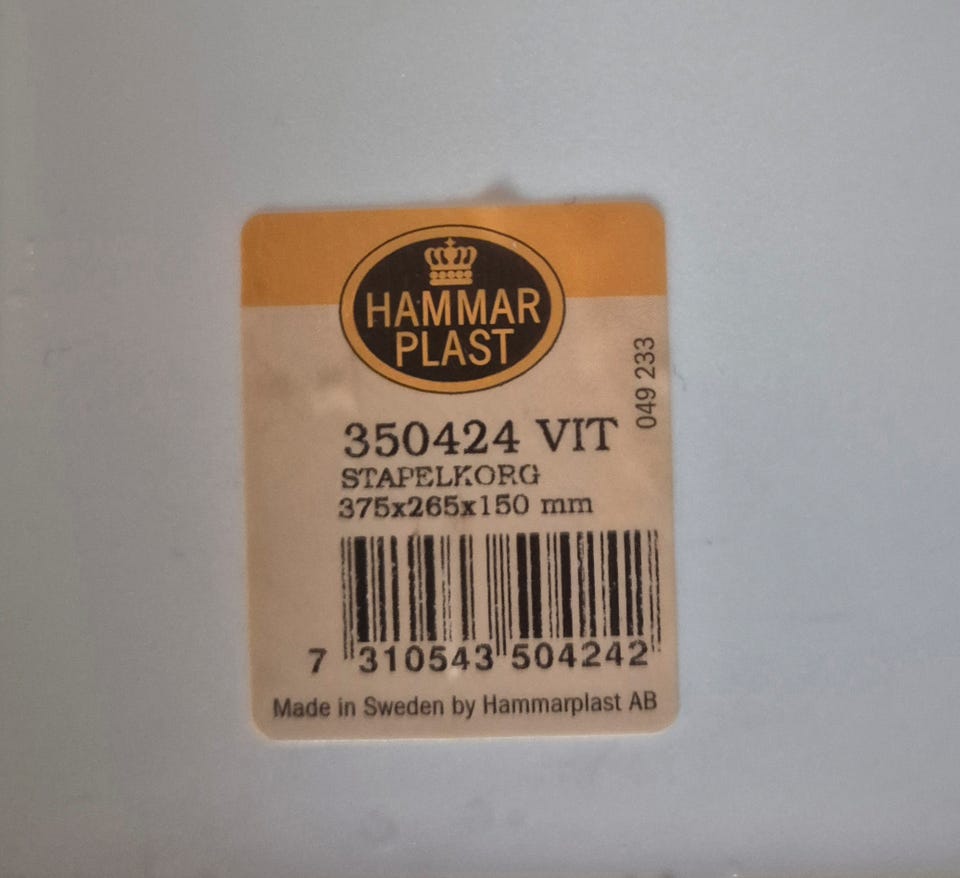 HAMMAR
PLAST
049 233
350424 VIT
STAPELKORG
375x265x150 mm
7 310543 504242
Made in Sweden by Hammarplast AB